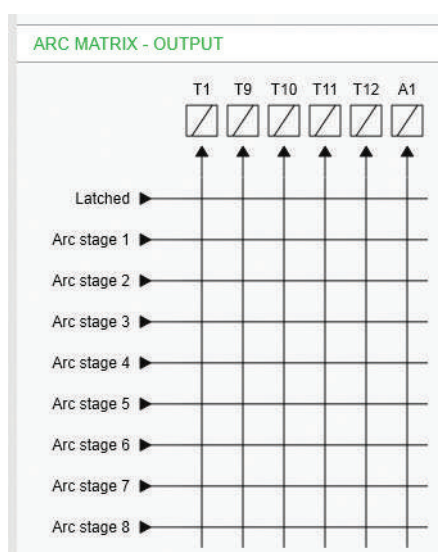 ARC MATRIX - OUTPUT
T1 T9 T10 T11 T12 A1
Latched
Arc stage 1
Arc stage 2
Arc stage 3
Arc stage 4
Arc stage 5
Arc stage 6
Arc stage 7
Arc stage 8